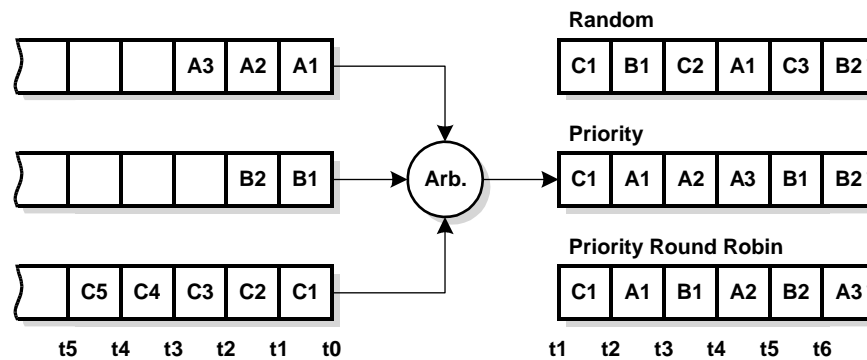 Random
A3 A2 A1
C1 B1 C2 A1 C3 B2
Priority
B2 B1
Arb.
C1 A1 A2 A3 B1 B2
Priority Round Robin
C5 C4 C3 C2 C1
C1 A1 B1 A2 B2 A3
t5 t4 t3 t2 t1 t0
t1 t2 t3 t4 t5 t6